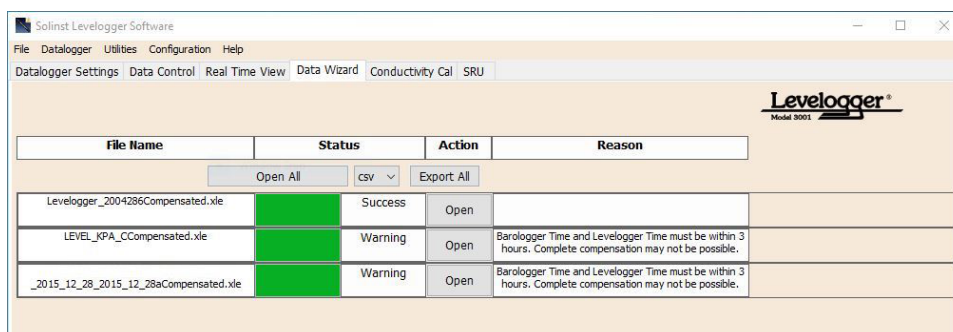 Solinst Levelogger Software
File Datalogger Utilities Configuration Help
Datalogger Settings Data Control Real Time View Data Wizard Conductivity Cal SRU
Levelogger®
Model 3001
File Name Status Action Reason
Open All csv Export All
Levelogger_2004286Compensated.xle Success Open
LEVEL_KPA_CCompensated.xle Warning Open Barologger Time and Levelogger Time must be within 3
hours. Complete compensation may not be possible.
_2015_12_28_2015_12_28aCompensated.xle Warning Open Barologger Time and Levelogger Time must be within 3
hours. Complete compensation may not be possible.